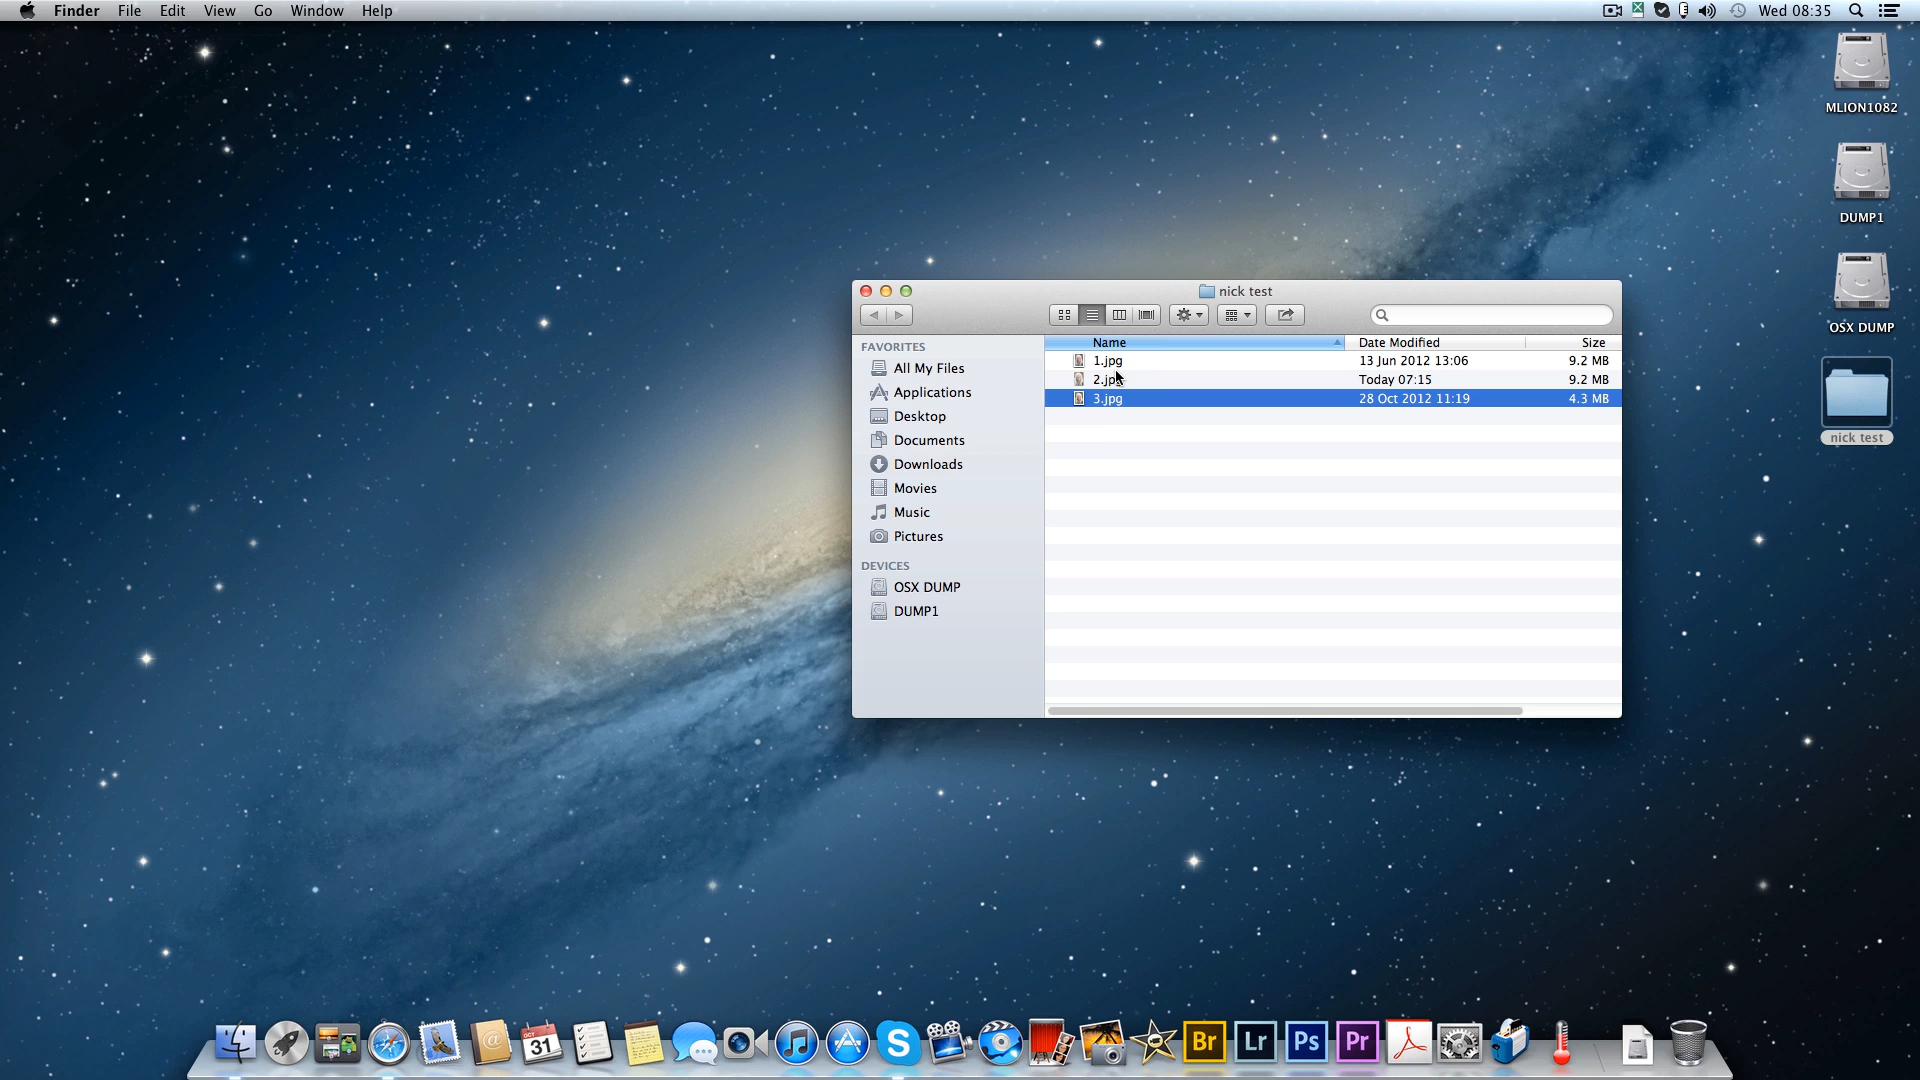 Finder File Edit View Go Window Help
Wed 08:35
MLION1082
DUMP1
OSX DUMP
nick test
nick test
Name Date Modified Size
1.jpg 13 Jun 2012 13:06 9.2 MB
2.jpg Today 07:15 9.2 MB
3.jpg 28 Oct 2012 11:19 4.3 MB
FAVORITES
All My Files
Applications
Desktop
Documents
Downloads
Movies
Music
Pictures
DEVICES
OSX DUMP
DUMP1
OCT
31
Br
Lr
Ps
Pr